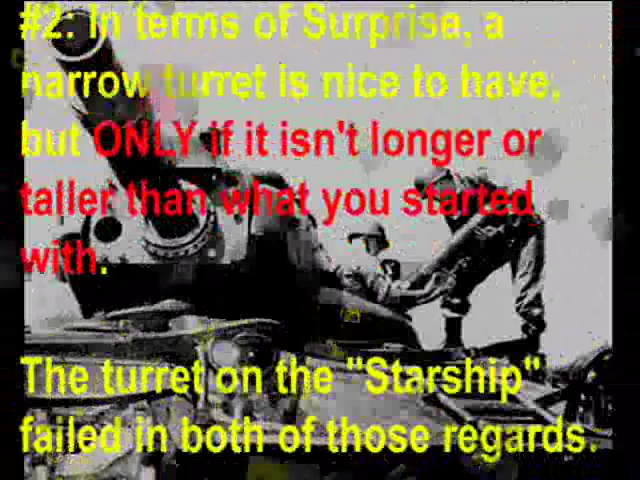 #2: In terms of Surprise, a
narrow turret is nice to have,
but ONLY if it isn't longer or
taller than what you started
with.
The turret on the "Starship"
failed in both of those regards.